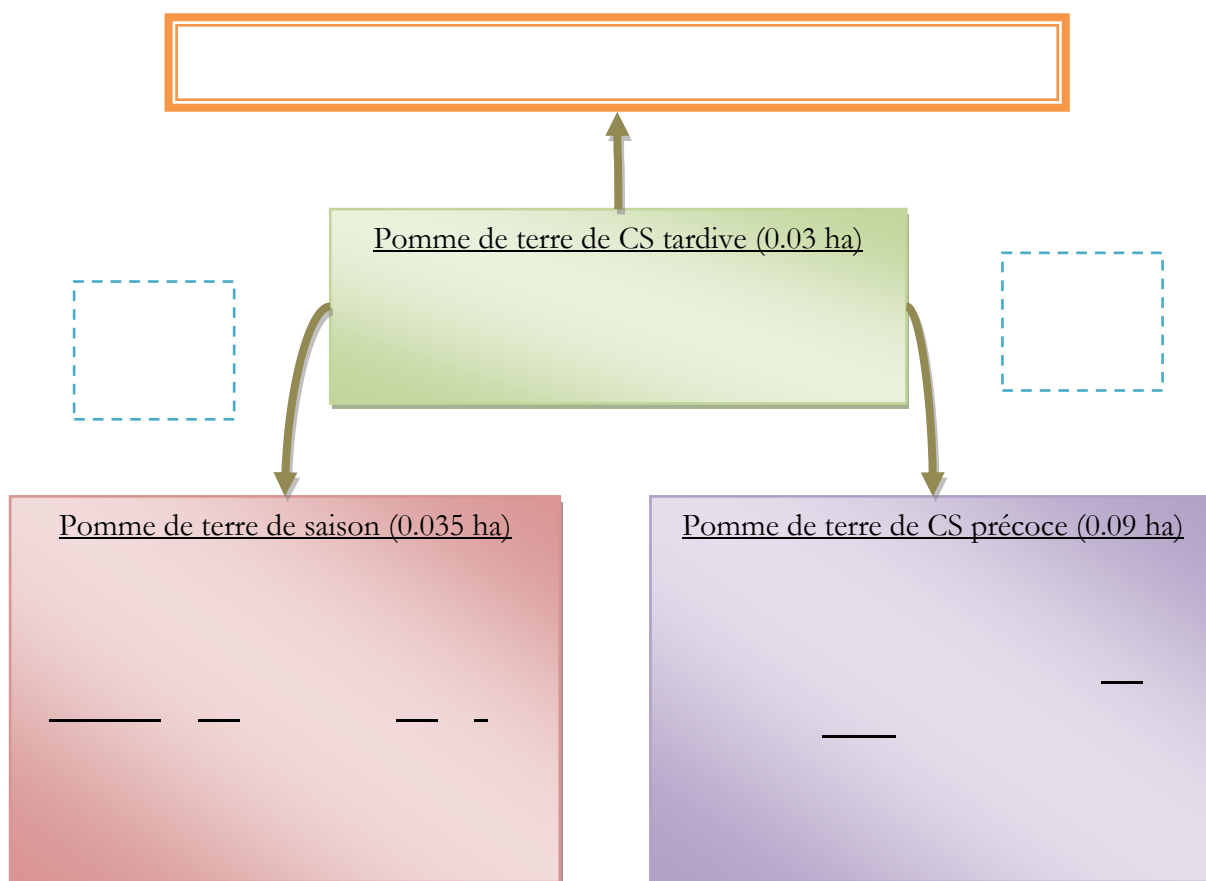 Pomme de terre de CS tardive (0.03 ha)
Pomme de terre de saison (0.035 ha)
Pomme de terre de CS précoce (0.09 ha)